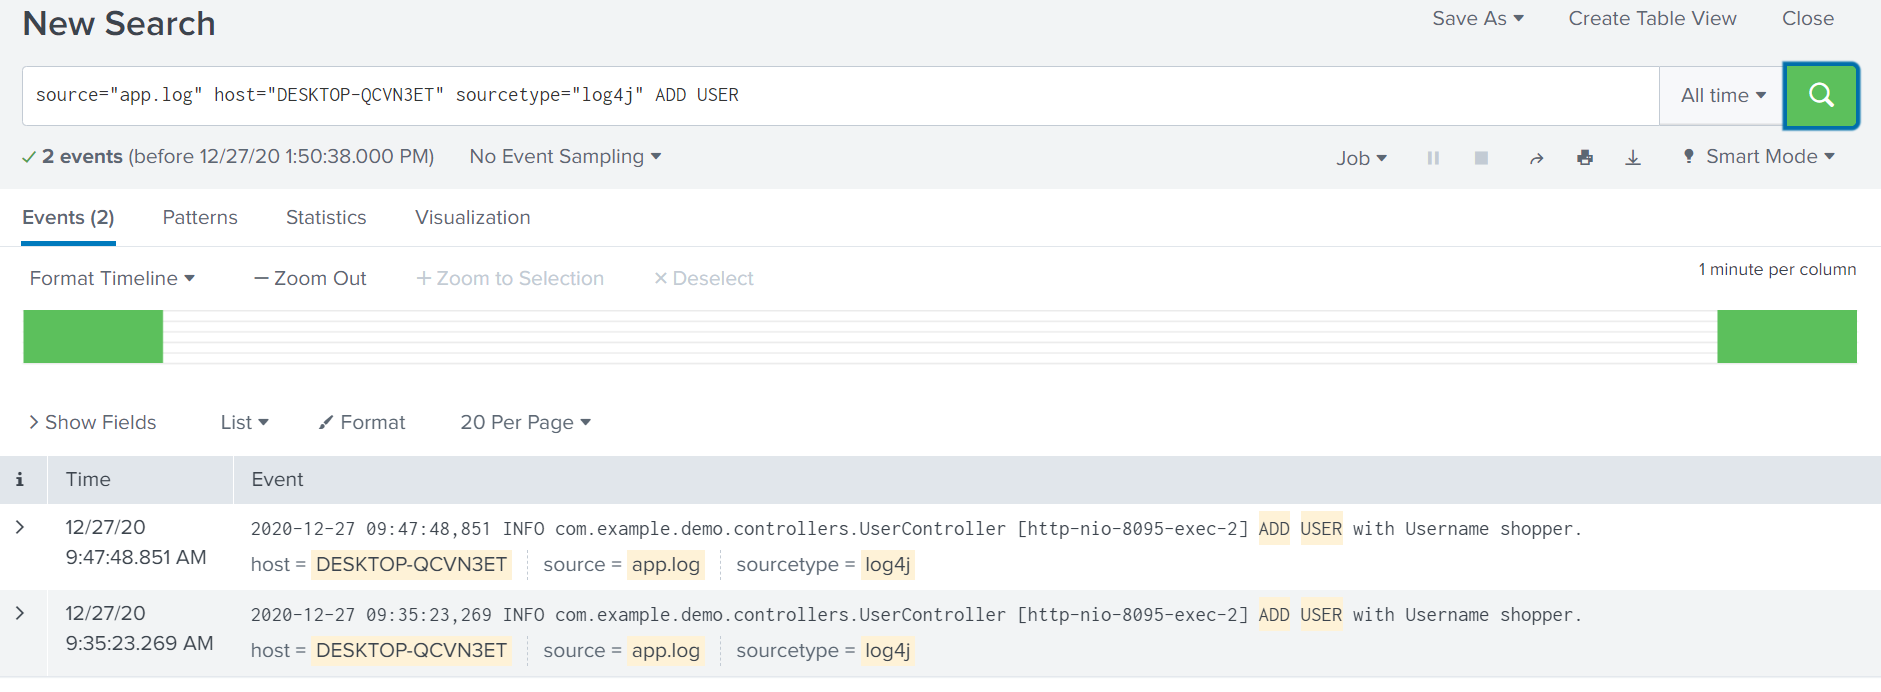 New Search
Save As Create Table View Close
source="app.log" host="DESKTOP-QCVN3ET" sourcetype="log4j" ADD USER
All time
2 events (before 12/27/20 1:50:38.000 PM) No Event Sampling
Job Smart Mode
Events (2) Patterns Statistics Visualization
Format Timeline — Zoom Out + Zoom to Selection × Deselect
1 minute per column
> Show Fields List Format 20 Per Page
i Time Event
12/27/20
9:47:48.851 AM
2020-12-27 09:47:48,851 INFO com.example.demo.controllers.UserController [http-nio-8095-exec-2] ADD USER with Username shopper.
host = DESKTOP-QCVN3ET source = app.log sourcetype = log4j
12/27/20
9:35:23.269 AM
2020-12-27 09:35:23,269 INFO com.example.demo.controllers.UserController [http-nio-8095-exec-2] ADD USER with Username shopper.
host = DESKTOP-QCVN3ET source = app.log sourcetype = log4j